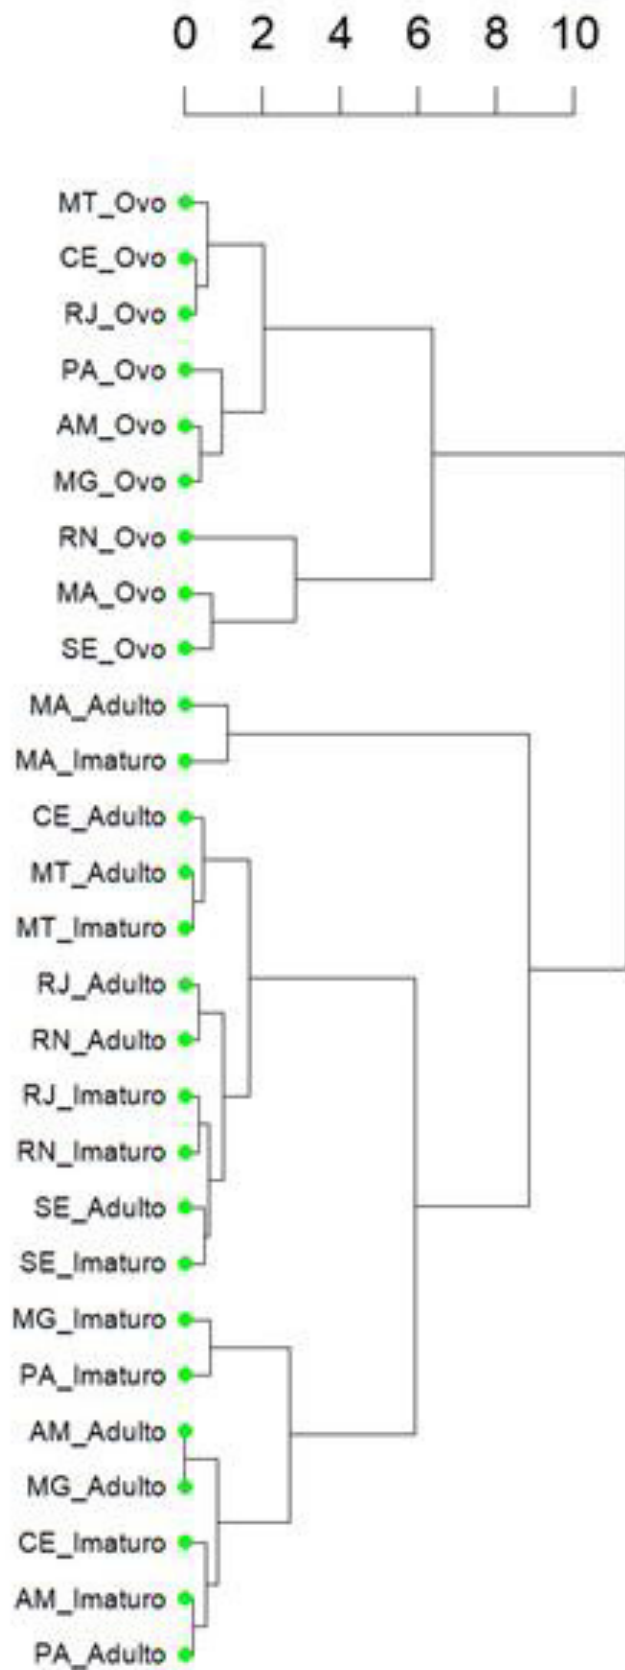 0 2 4 6 8 10
MT_Ovo
CE_Ovo
RJ_Ovo
PA_Ovo
AM_Ovo
MG_Ovo
RN_Ovo
MA_Ovo
SE_Ovo
MA_Adulto
MA_Imaturo
CE_Adulto
MT_Adulto
MT_Imaturo
RJ_Adulto
RN_Adulto
RJ_Imaturo
RN_Imaturo
SE_Adulto
SE_Imaturo
MG_Imaturo
PA_Imaturo
AM_Adulto
MG_Adulto
CE_Imaturo
AM_Imaturo
PA_Adulto